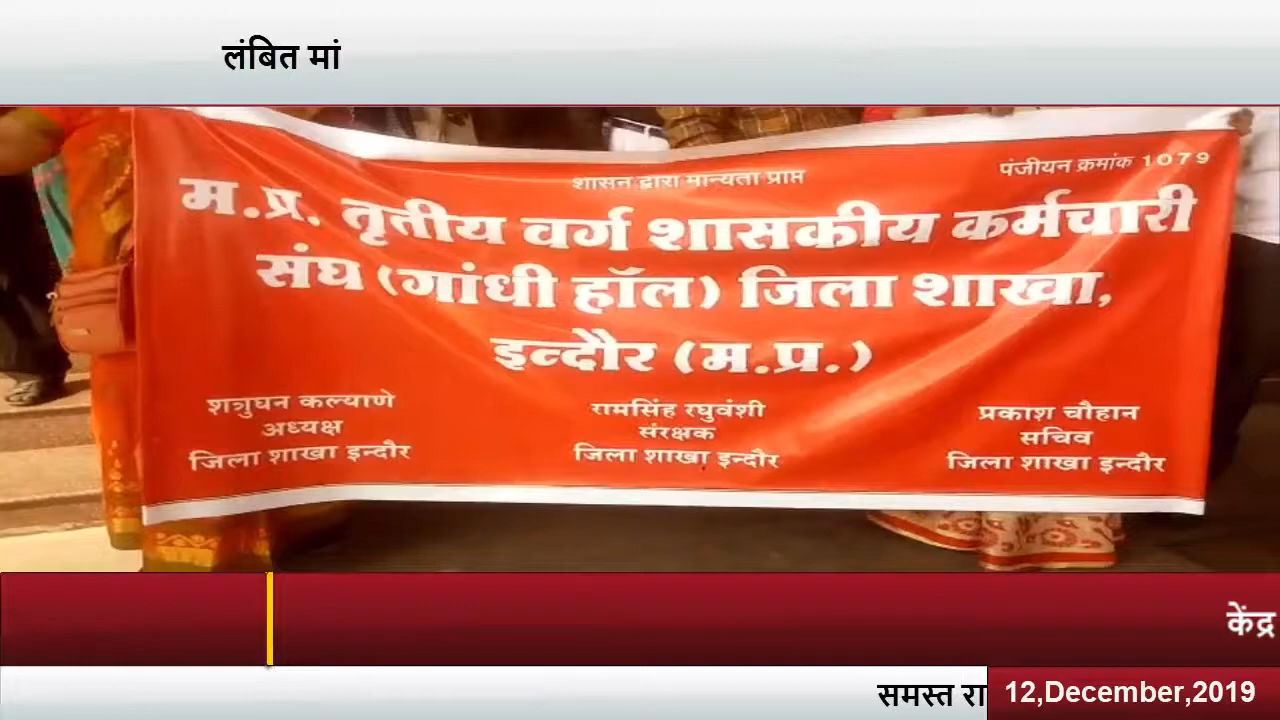 लंबित मां
शासन द्वारा मान्यता प्राप्त
पंजीयन क्रमांक 1079
म.प्र. तृतीय वर्ग शासकीय कर्मचारी
संघ (गांधी हॉल) जिला शाखा,
इन्दौर (म.प्र.)
शत्रुघन कल्याणे
अध्यक्ष
जिला शाखा इन्दौर
रामसिंह रघुवंशी
संरक्षक
जिला शाखा इन्दौर
प्रकाश चौहान
सचिव
जिला शाखा इन्दौर
केंद्र
समस्त रा
12,December,2019